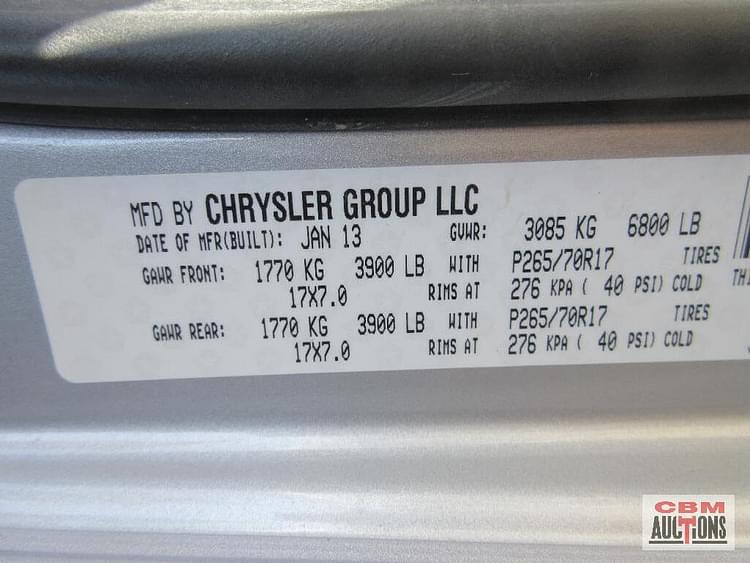 MFD BY CHRYSLER GROUP LLC
DATE OF MFR(BUILT): JAN 13 GVWR: 3085 KG 6800 LB
GAWR FRONT: 1770 KG 3900 LB WITH P265/70R17 TIRES
17X7.0 RIMS AT 276 KPA ( 40 PSI) COLD
GAWR REAR: 1770 KG 3900 LB WITH P265/70R17 TIRES
17X7.0 RIMS AT 276 KPA ( 40 PSI) COLD
CBM
AUCTIONS